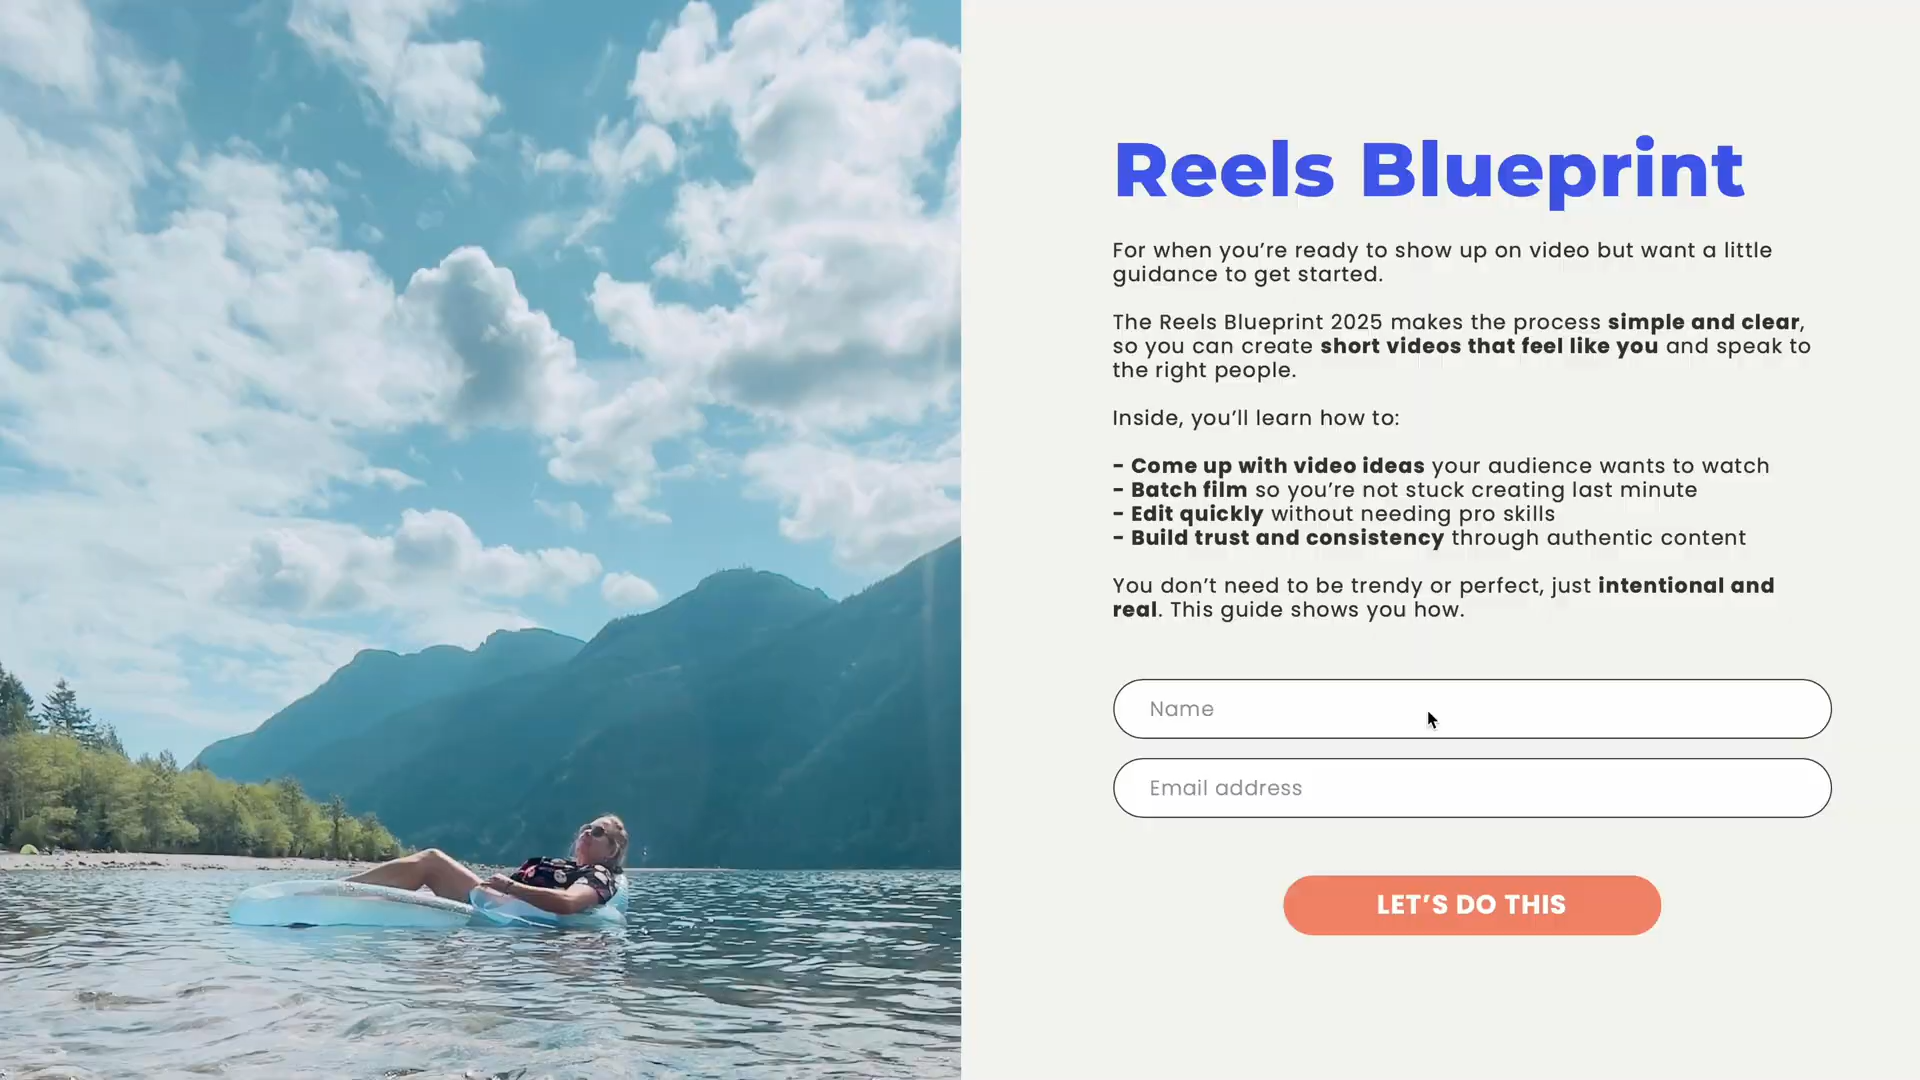 Reels Blueprint
For when you’re ready to show up on video but want a little
guidance to get started.
The Reels Blueprint 2025 makes the process simple and clear,
so you can create short videos that feel like you and speak to
the right people.
Inside, you’ll learn how to:
- Come up with video ideas your audience wants to watch
- Batch film so you’re not stuck creating last minute
- Edit quickly without needing pro skills
- Build trust and consistency through authentic content
You don’t need to be trendy or perfect, just intentional and
real. This guide shows you how.
Name
Email address
LET’S DO THIS